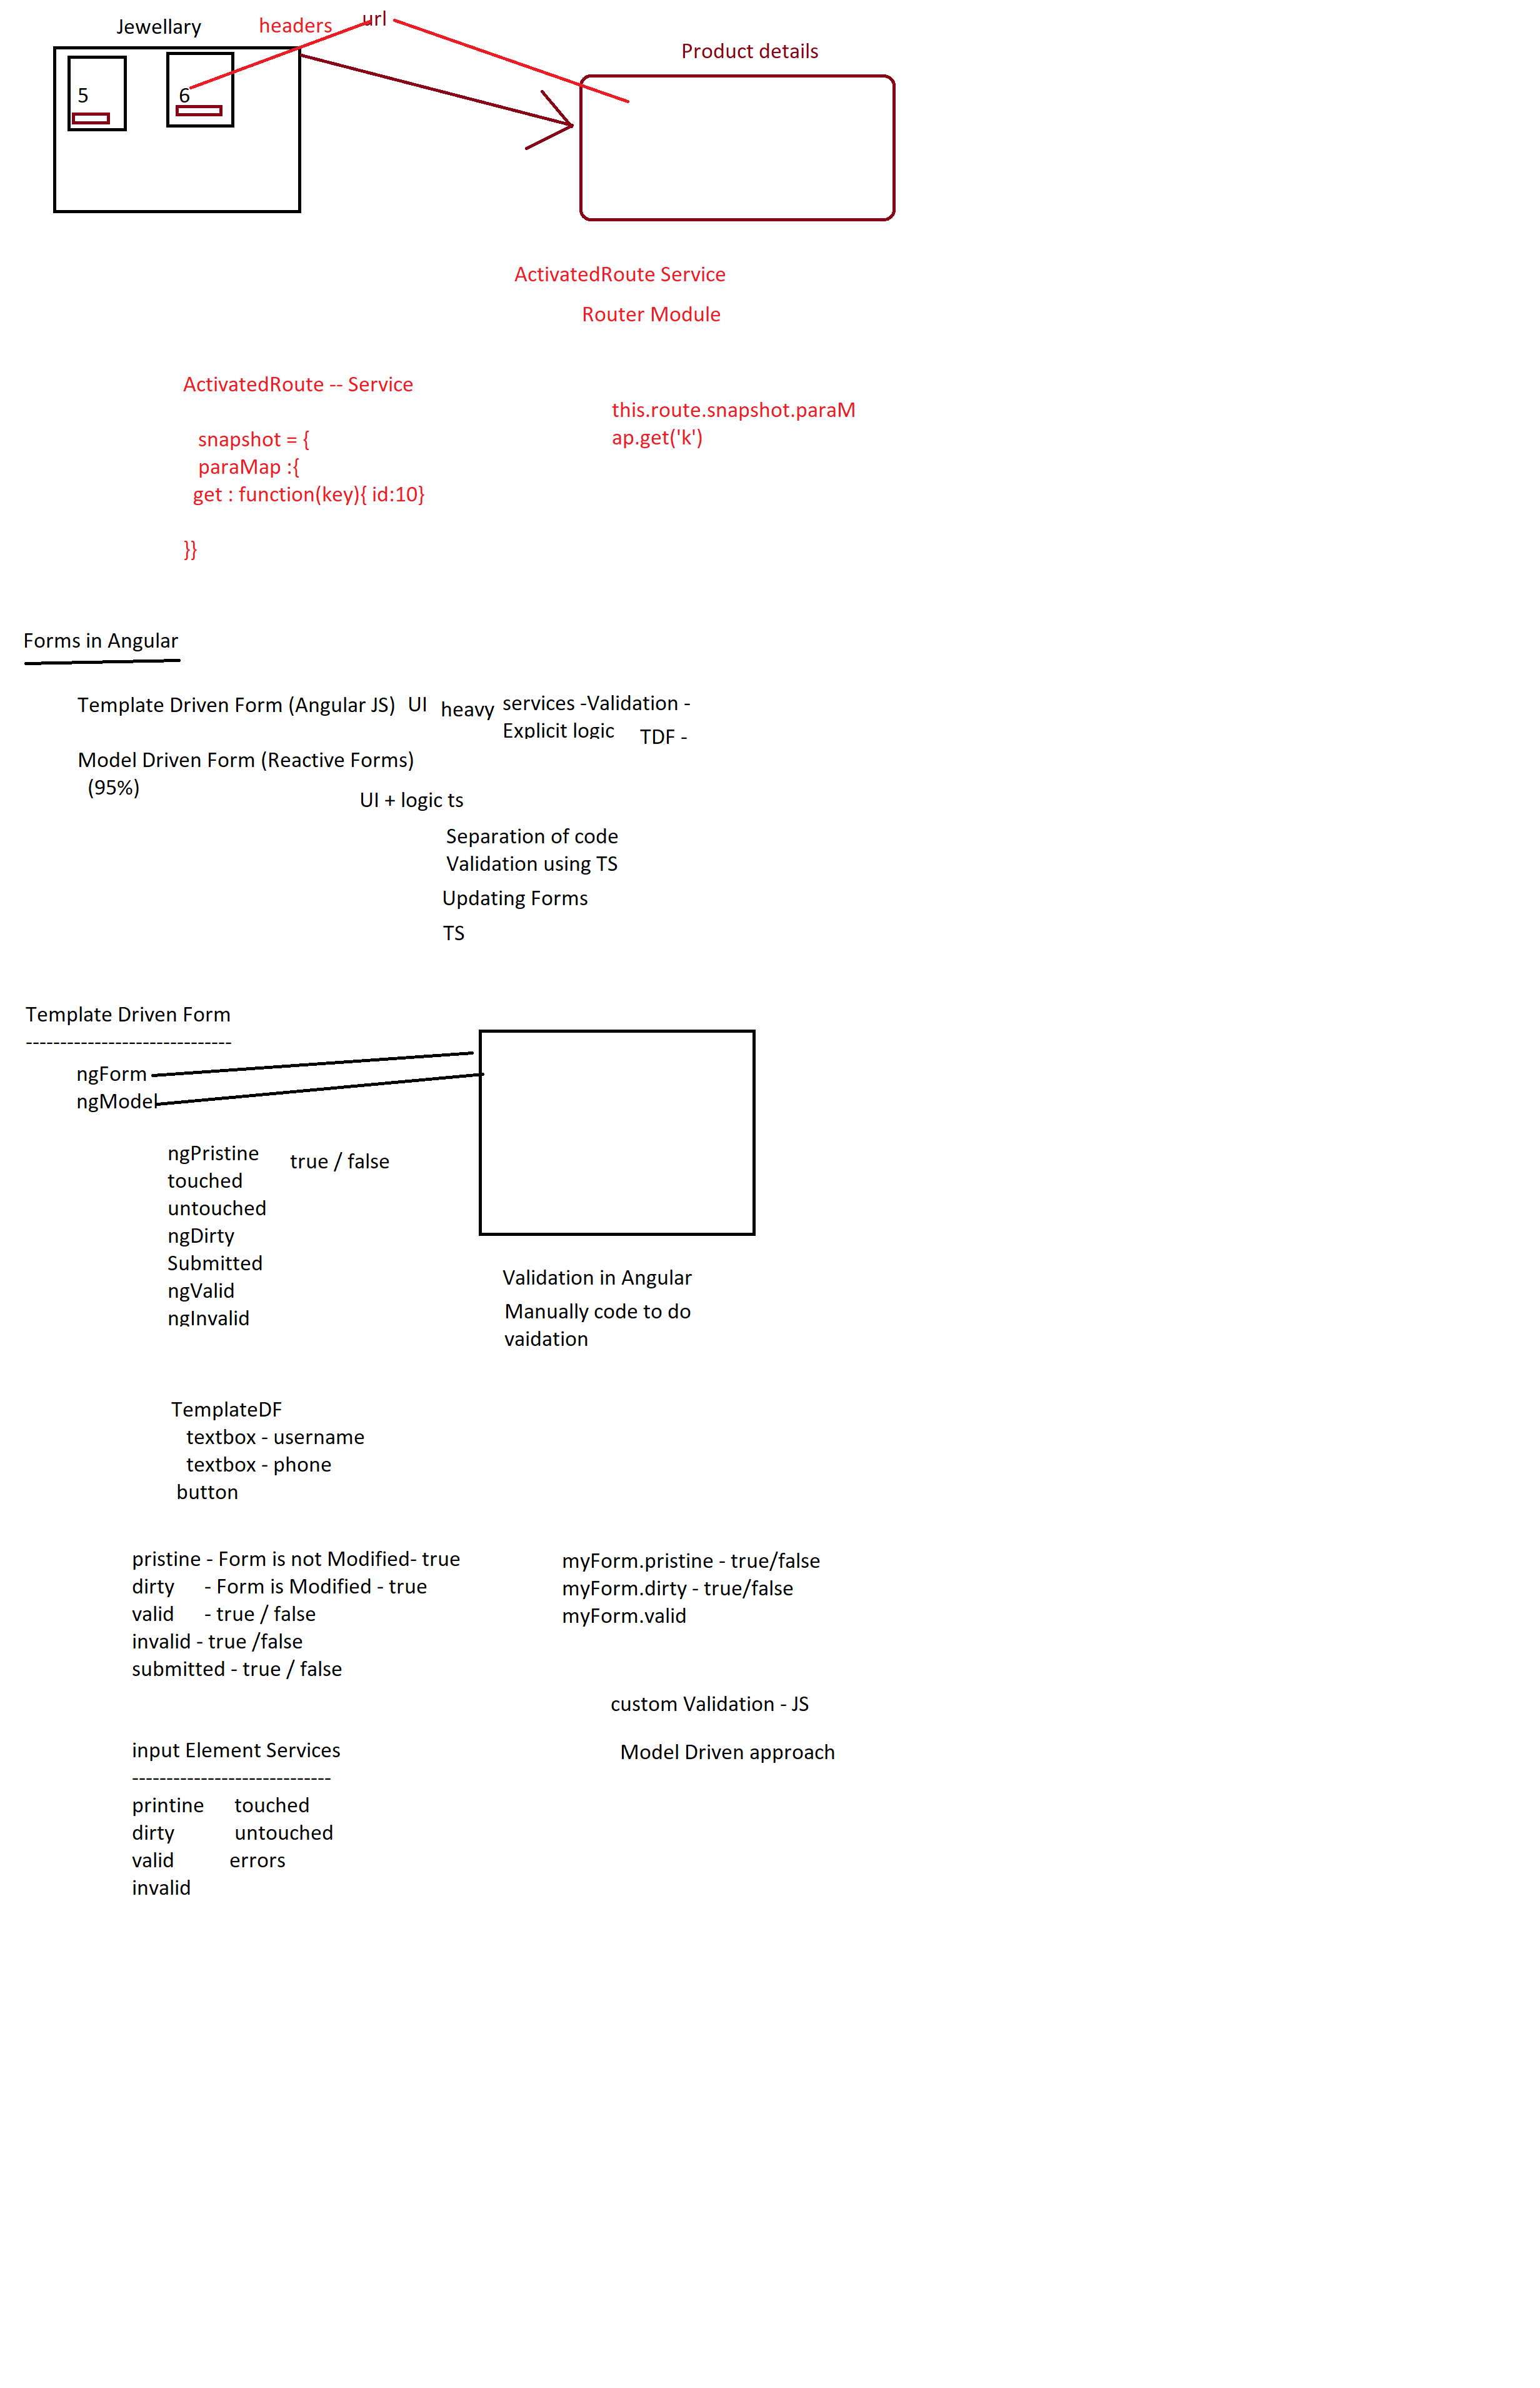 Jewellary
headers
url
Product details
5
6
ActivatedRoute Service
Router Module
ActivatedRoute -- Service
snapshot = {
paraMap :{
get : function(key){ id:10}
}}
this.route.snapshot.paraM
ap.get('k')
Forms in Angular
Template Driven Form (Angular JS)
UI
heavy
services -Validation -
Explicit logic
TDF -
Model Driven Form (Reactive Forms)
(95%)
UI + logic ts
Separation of code
Validation using TS
Updating Forms
TS
Template Driven Form
------------------------------
ngForm
ngModel
ngPristine
touched
untouched
ngDirty
Submitted
ngValid
ngInvalid
true / false
Validation in Angular
Manually code to do
vaidation
TemplateDF
textbox - username
textbox - phone
button
pristine - Form is not Modified- true
dirty - Form is Modified - true
valid - true / false
invalid - true /false
submitted - true / false
myForm.pristine - true/false
myForm.dirty - true/false
myForm.valid
custom Validation - JS
Model Driven approach
input Element Services
-----------------------------
printine touched
dirty untouched
valid errors
invalid